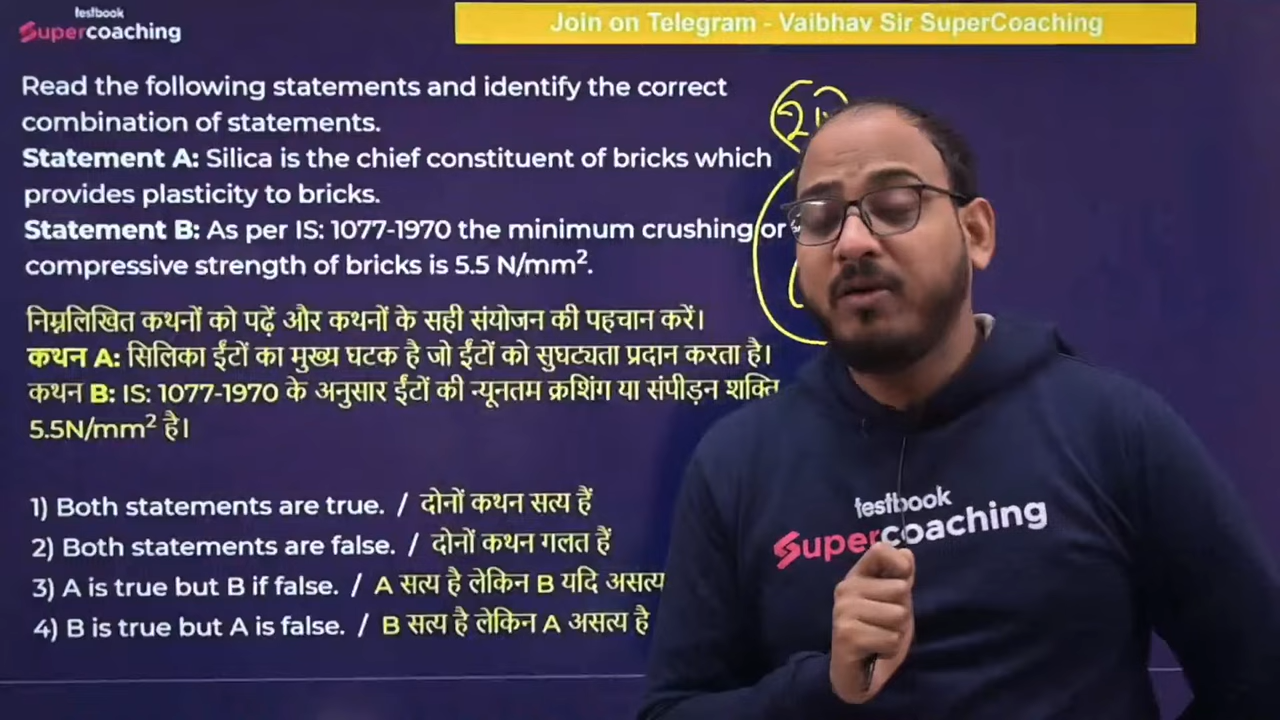 testbook
Supercoaching
Join on Telegram - Vaibhav Sir SuperCoaching
Read the following statements and identify the correct
combination of statements.
Statement A: Silica is the chief constituent of bricks which
provides plasticity to bricks.
Statement B: As per IS: 1077-1970 the minimum crushing or
compressive strength of bricks is 5.5 N/mm².
निम्नलिखित कथनों को पढ़ें और कथनों के सही संयोजन की पहचान करें।
कथन A: सिलिका ईंटों का मुख्य घटक है जो ईंटों को सुघट्यता प्रदान करता है।
कथन B: IS: 1077-1970 के अनुसार ईंटों की न्यूनतम क्रशिंग या संपीड़न शक्ति
5.5N/mm² है।
1) Both statements are true. / दोनों कथन सत्य हैं
2) Both statements are false. / दोनों कथन गलत हैं
3) A is true but B if false. / A सत्य है लेकिन B यदि असत्य
4) B is true but A is false. / B सत्य है लेकिन A असत्य है
testbook
Supercoaching